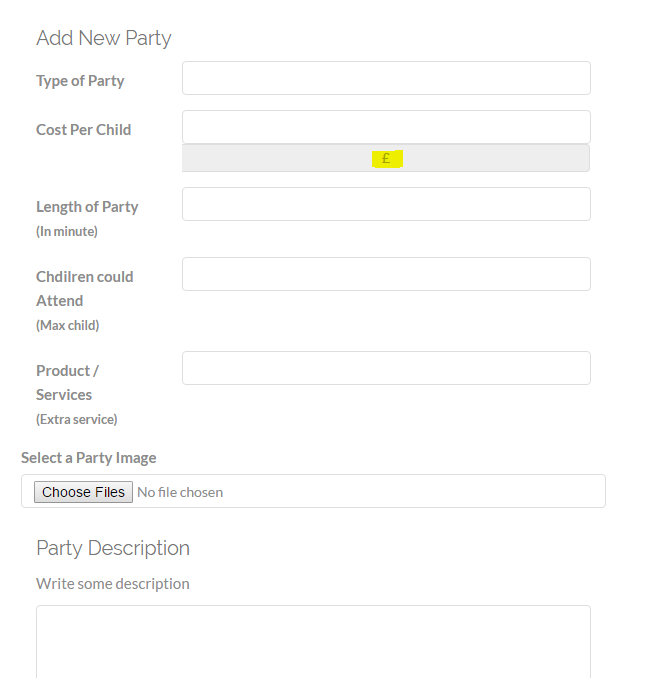 Add New Party
Type of Party
Cost Per Child
£
Length of Party
(In minute)
Chdilren could
Attend
(Max child)
Product /
Services
(Extra service)
Select a Party Image
Choose Files No file chosen
Party Description
Write some description